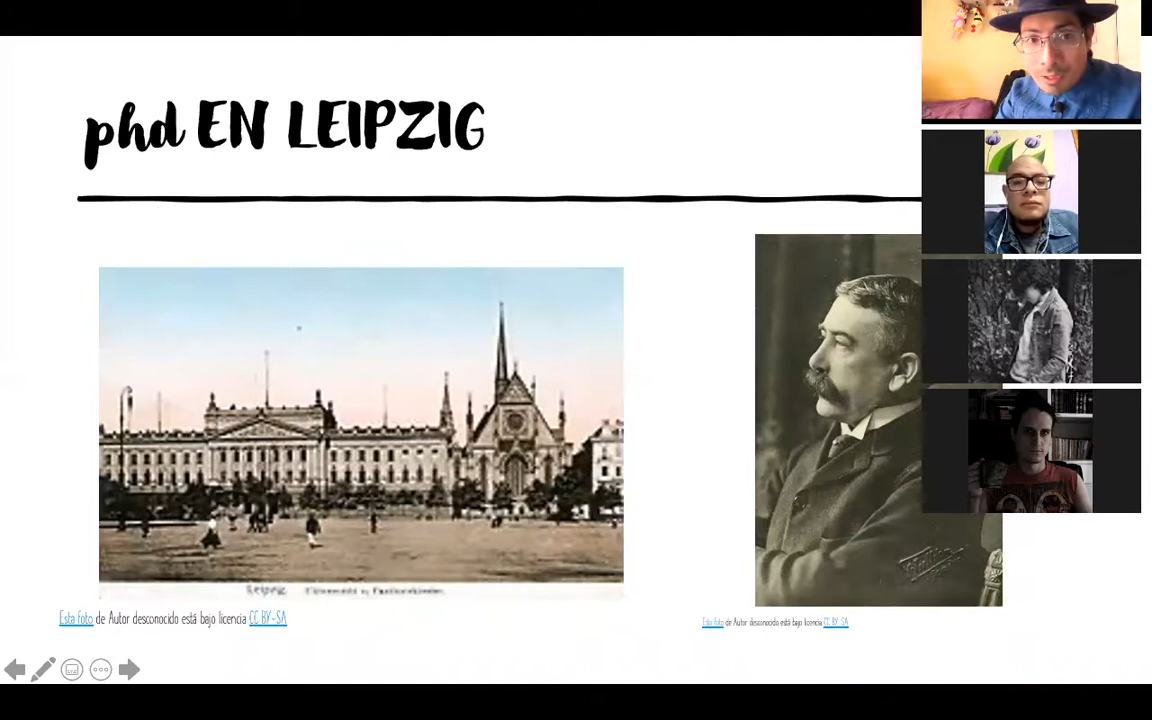 phd EN LEIPZIG
Leipzig.
Esta foto de Autor desconocido está bajo licencia CC BY-SA
Esta foto de Autor desconocido está bajo licencia CC BY-SA